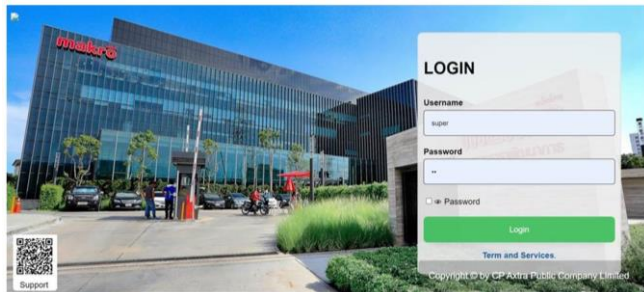 makro
LOGIN
Username
super
Password
••
Password
Login
Term and Services.
Support
Copyright © by CP Axtra Public Company Limited